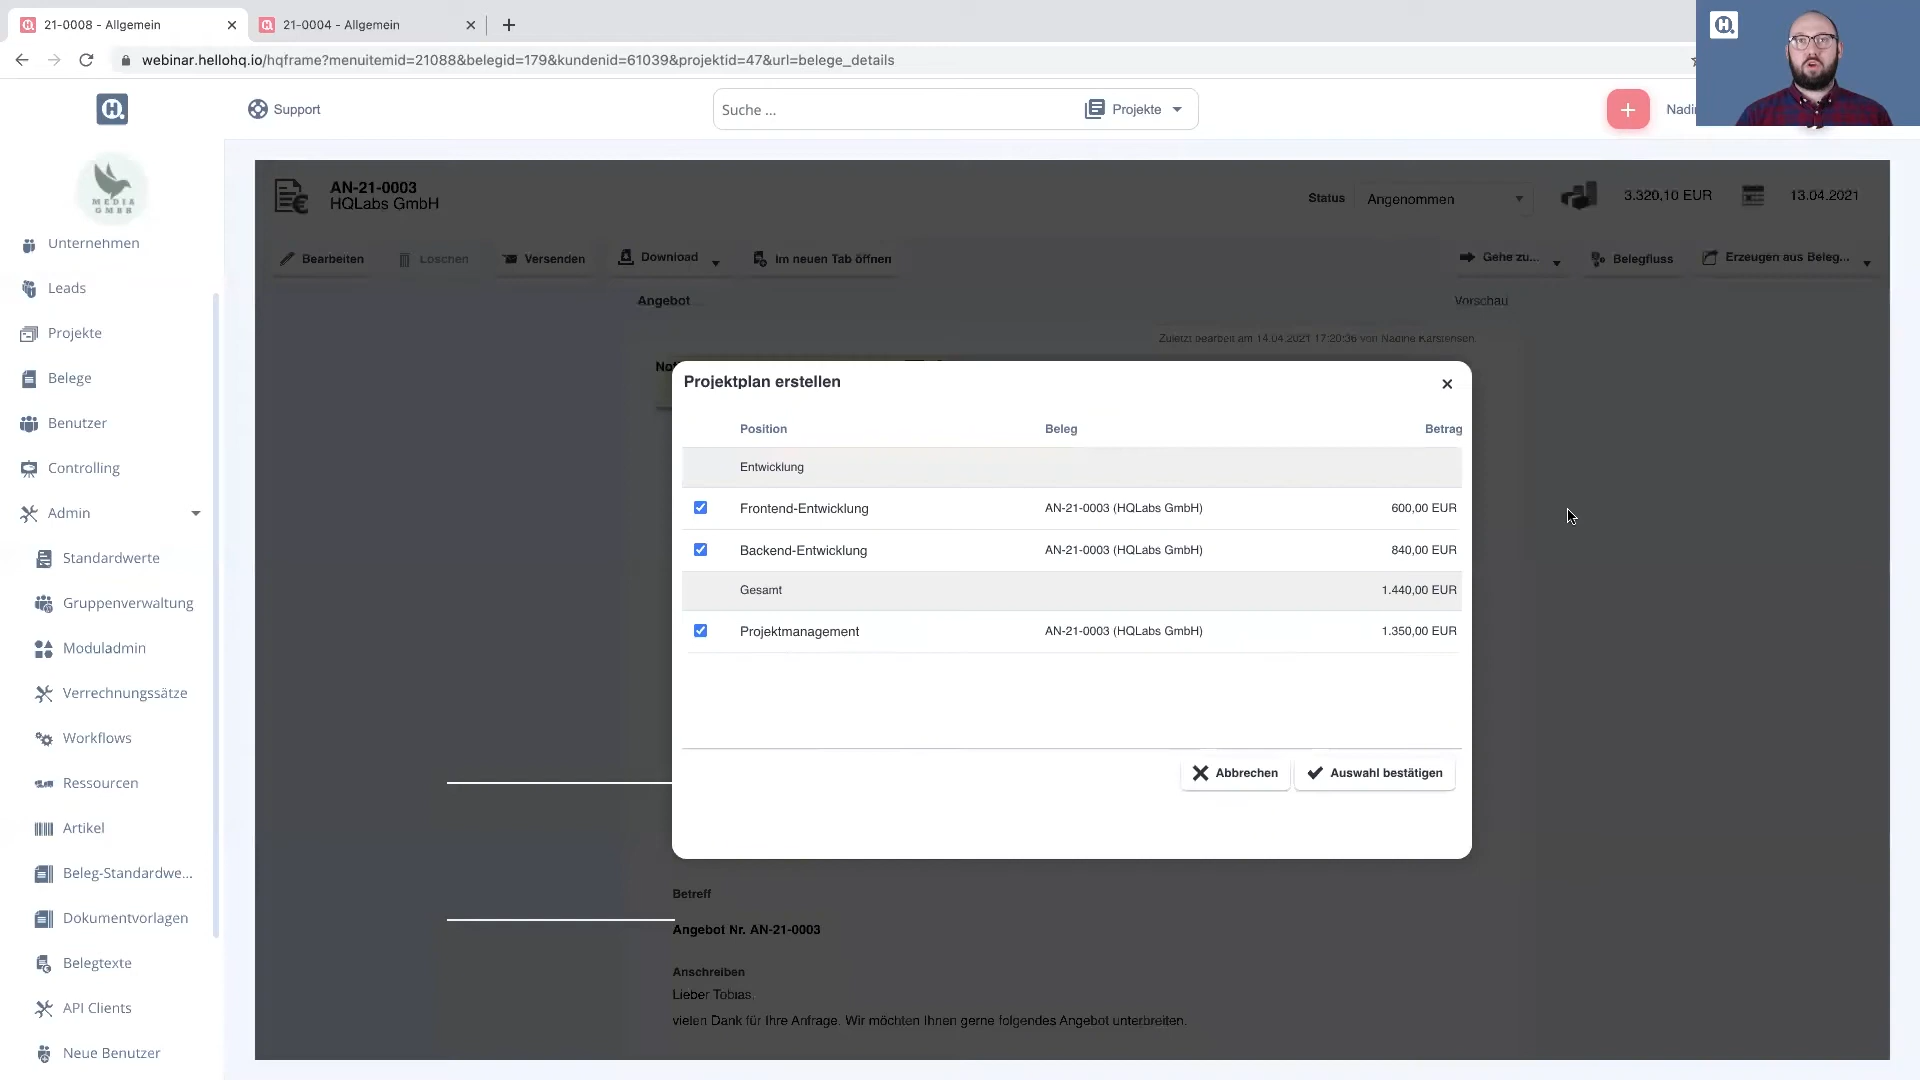 21-0008 - Allgemein
21-0004 - Allgemein
webinar.hellohq.io/hqframe?menuitemid=21088&belegid=179&kundenid=61039&projektid=47&url=belege_details
Support
Suche ...
Projekte
MEDIA
GMBH
Unternehmen
Leads
Projekte
Belege
Benutzer
Controlling
Admin
Standardwerte
Gruppenverwaltung
Moduladmin
Verrechnungssätze
Workflows
Ressourcen
Artikel
Beleg-Standardwe...
Dokumentvorlagen
Belegtexte
API Clients
Neue Benutzer
AN-21-0003
HQLabs GmbH
Status
Angenommen
3.320,10 EUR
13.04.2021
Bearbeiten
Löschen
Versenden
Download
Im neuen Tab öffnen
Gehe zu...
Belegfluss
Erzeugen aus Beleg...
Angebot
Vorschau
Zuletzt bearbeit am 14.04.2021 17:20:36 von Nadine Karstensen.
Projektplan erstellen
Position Beleg Betrag
Entwicklung
Frontend-Entwicklung AN-21-0003 (HQLabs GmbH) 600,00 EUR
Backend-Entwicklung AN-21-0003 (HQLabs GmbH) 840,00 EUR
Gesamt 1.440,00 EUR
Projektmanagement AN-21-0003 (HQLabs GmbH) 1.350,00 EUR
Abbrechen
Auswahl bestätigen
Betreff
Angebot Nr. AN-21-0003
Anschreiben
Lieber Tobias,
vielen Dank für Ihre Anfrage. Wir möchten Ihnen gerne folgendes Angebot unterbreiten.